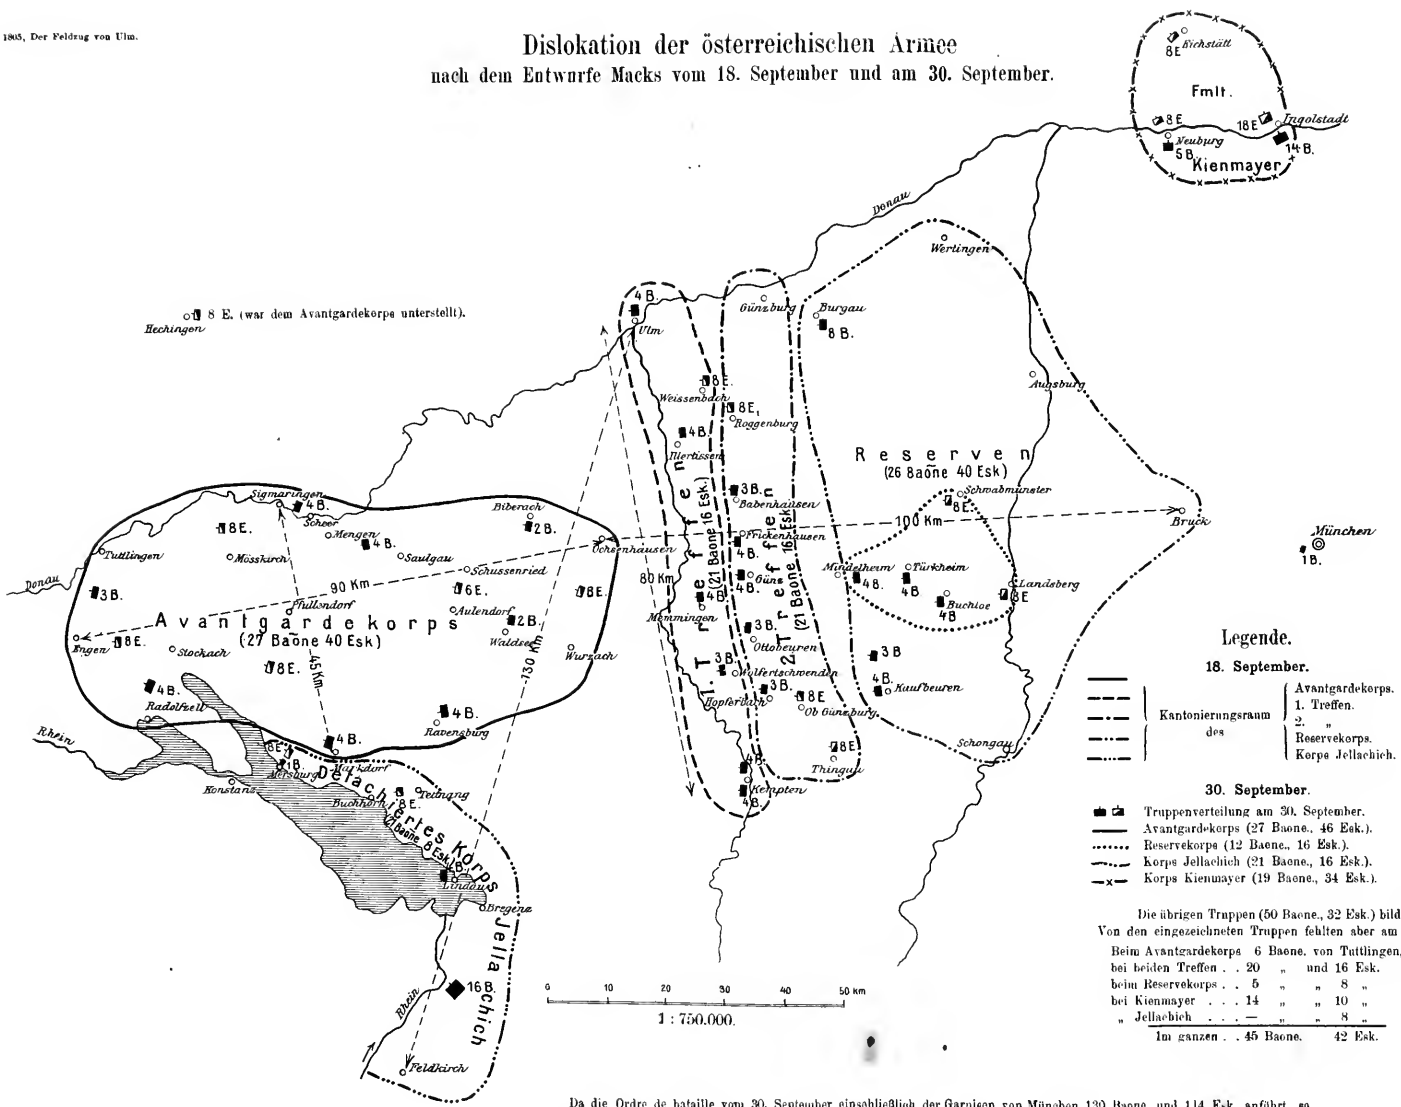 1805, Der Feldzug von Ulm.
Dislokation der österreichischen Armee
nach dem Entwurfe Macks vom 18. September und am 30. September.
8 E
Eichstätt
Fmlt.
8 E
18 E
Ingolstadt
Neuburg
5 B.
14 B.
Kienmayer
Donau
Wertingen
8 E. (war dem Avantgardekorps unterstellt).
Hechingen
4 B.
Ulm
Günzburg
Burgau
8 B.
8 E.
Weissenbach
8 E,
Roggenburg
Augsburg
4 B.
Illertissen
Reserven
(26 Baone 40 Esk)
Sigmaringen
4 B.
Scheer
Biberach
2 B.
3 B.
Babenhausen
Schwabmünster
8 E.
8 E.
Mengen
4 B.
100 Km
Bruck
Tuttlingen
Mösskirch
Saulgau
Ochsenhausen
Frickenhausen
4 B.
München
1 B.
Donau
90 Km
Schussenried
80 Km
Günz
4 B.
Mindelheim
4 B.
Türkheim
4 B
Landsberg
8 E
3 B.
6 E.
8 E.
4 B
Memmingen
Buchloe
4 B
Pfullendorf
Aulendorf
2 B.
Waldsee
Avantgardekorps
(27 Baone 40 Esk)
Engen
8 E.
Stockach
8 E.
45 Km
130 Km
Wurzach
1. Treffen
(21 Baone 16 Esk.)
2. Treffen
(21 Baone 16 Esk.)
3 B.
Ottobeuren
3 B.
Wolfertschwenden
3 B
4 B.
Kaufbeuren
4 B.
Radolfzell
4 B.
Ravensburg
3 B.
Hopferbach
8 E
Ob Günzburg
Rhein
4 B.
Markdorf
8 E.
1 B.
Mersburg
8 E
Thingau
Schongau
Konstanz
Buchhorn
Tettnang
8 E.
4 B.
Kempten
4 B.
Detachiertes Korps
(21 Baone 8 Esk)
4 B.
Lindau
Bregenz
Jellachich
16 B.
Rhein
Feldkirch
0 10 20 30 40 50 km
1 : 750.000.
Legende.
18. September.
Kantonierungsraum
des
Avantgardekorps.
1. Treffen.
2. „
Reservekorps.
Korps Jellachich.
30. September.
Truppenverteilung am 30. September.
Avantgardekorps (27 Baone., 46 Esk.).
Reservekorps (12 Baone., 16 Esk.).
Korps Jellachich (21 Baone., 16 Esk.).
Korps Kienmayer (19 Baone., 34 Esk.).
Die übrigen Truppen (50 Baone., 32 Esk.) bild
Von den eingezeichneten Truppen fehlten aber am
Beim Avantgardekorps 6 Baone. von Tuttlingen,
bei beiden Treffen . . 20 „ und 16 Esk.
beim Reservekorps . . 5 „ „ 8 „
bei Kienmayer . . . 14 „ „ 10 „
„ Jellachich . . . — „ „ 8 „
Im ganzen . . 45 Baone. 42 Esk.
Da die Ordre de bataille vom 30. September einschließlich der Garnison von München 130 Baone. und 114 Esk. anführt, so